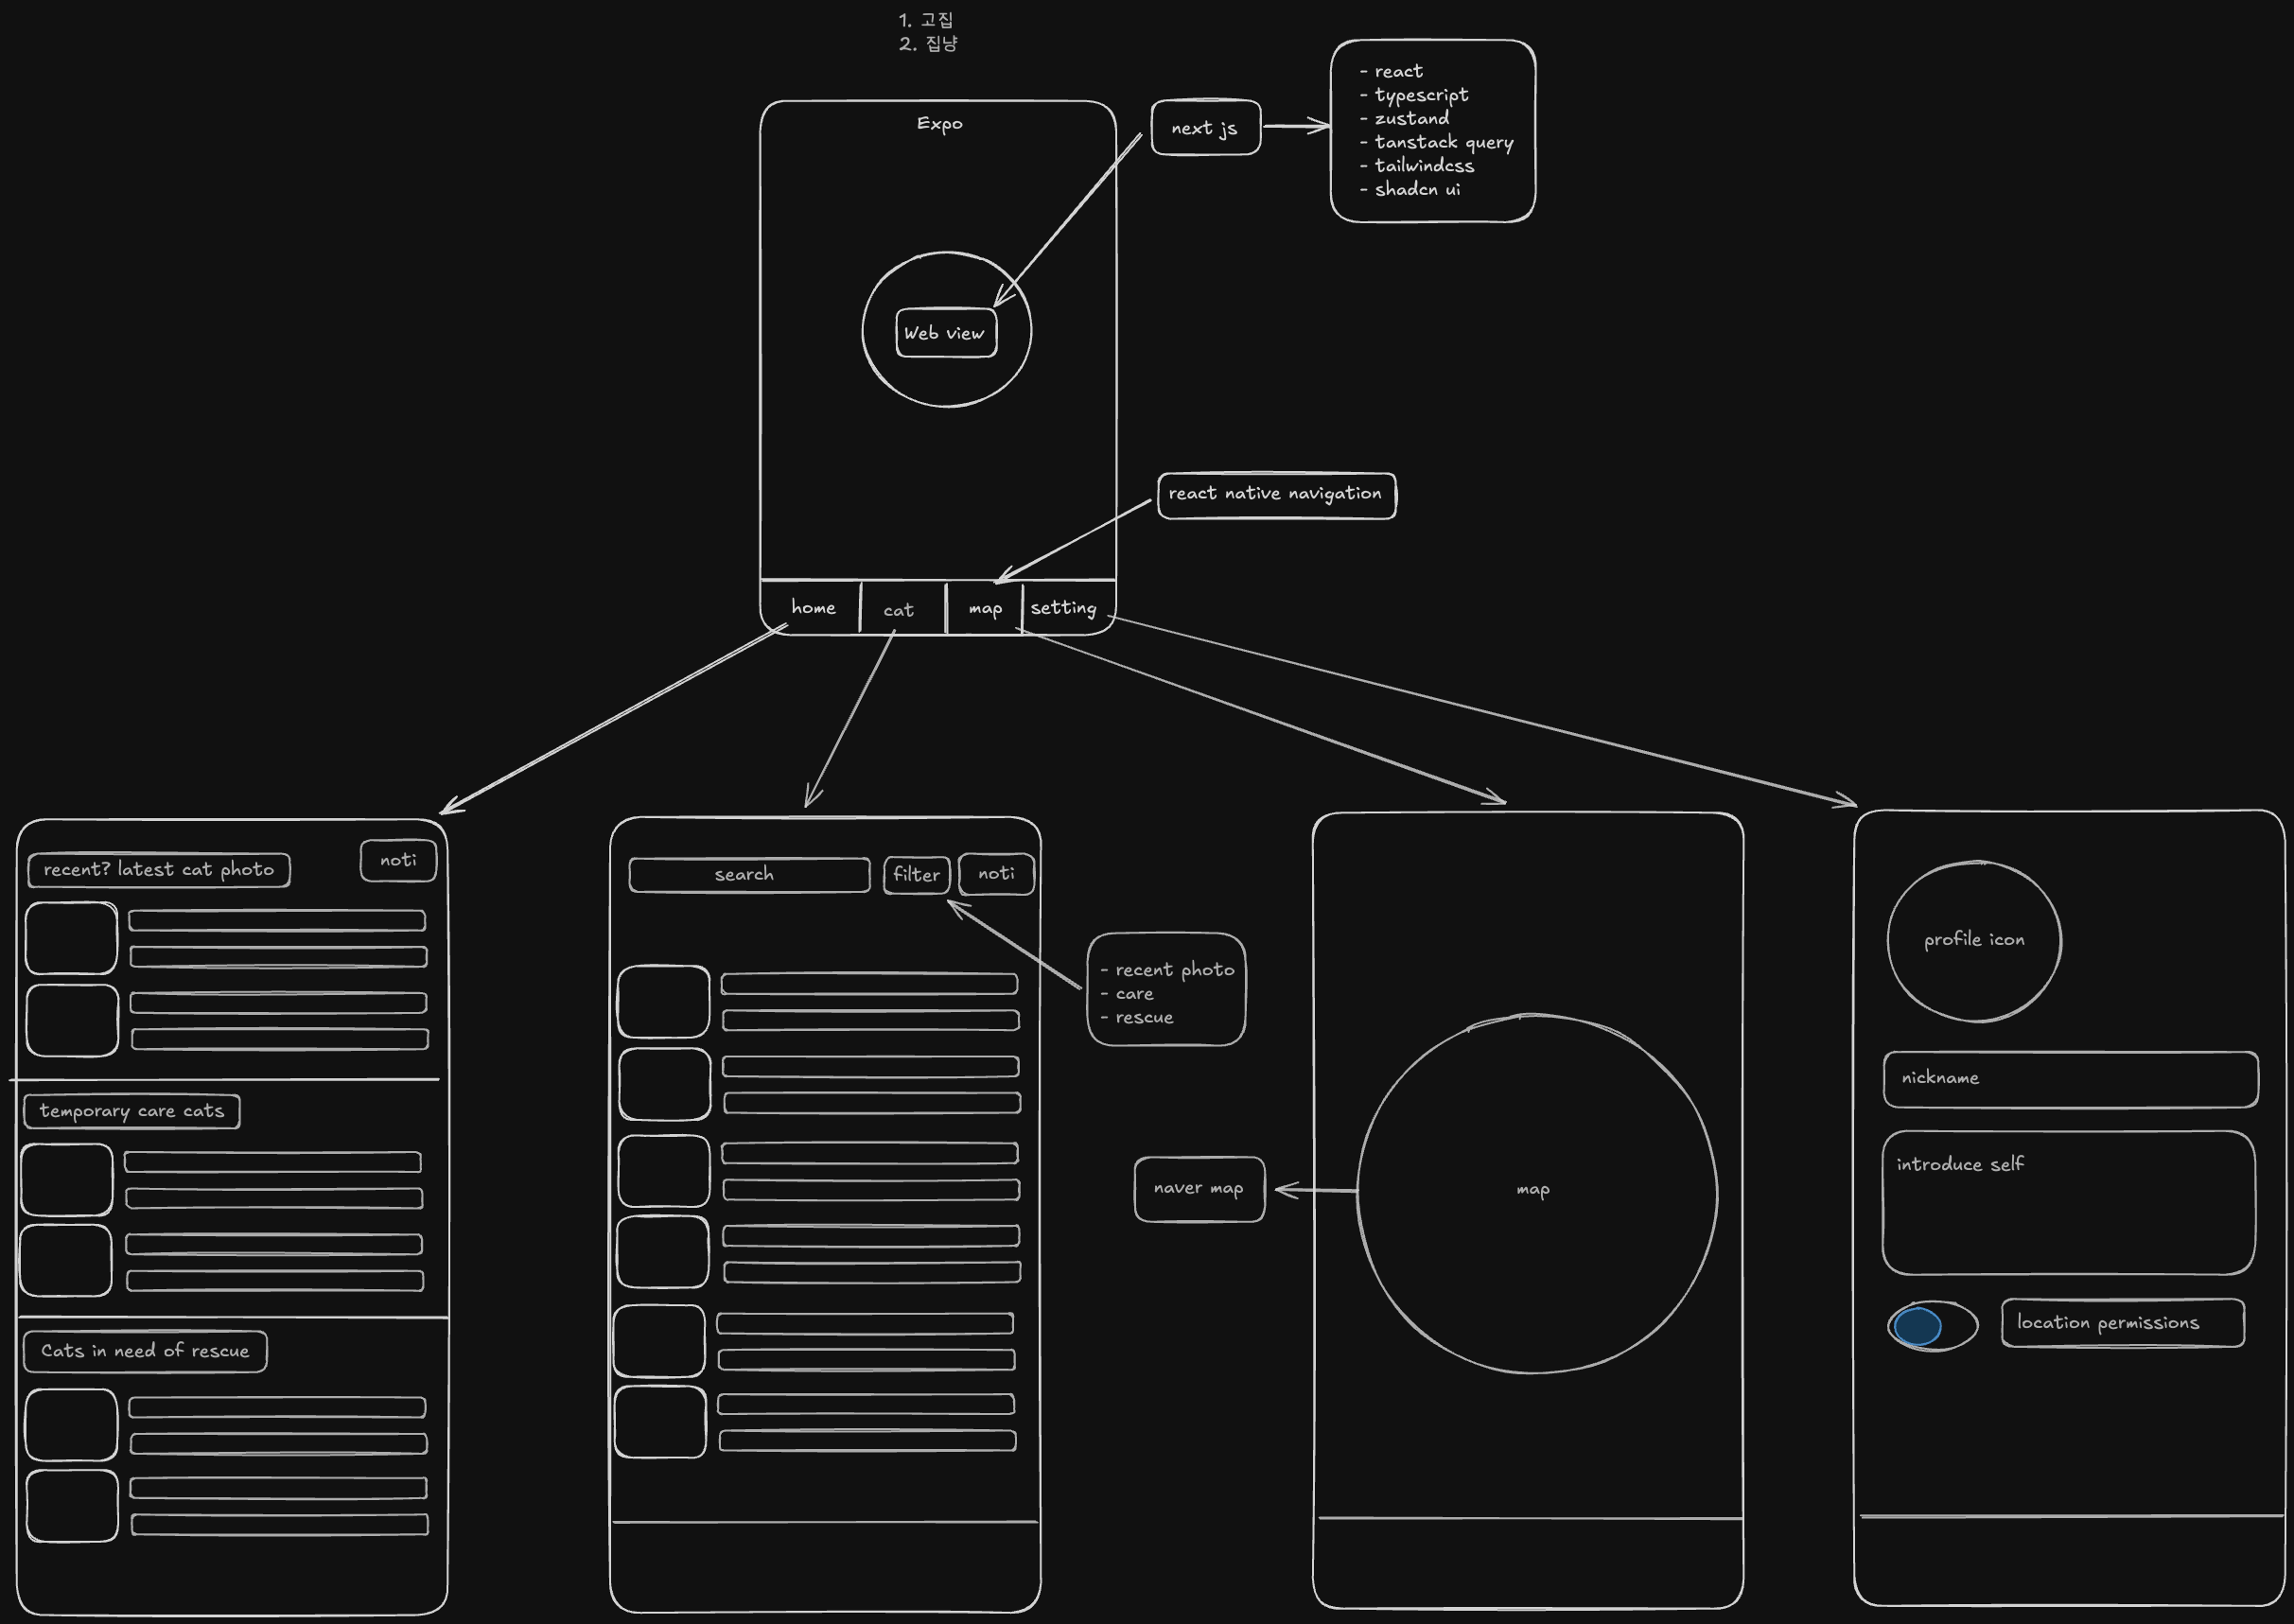 1. 고집
2. 집냥
Expo
next js
- react
- typescript
- zustand
- tanstack query
- tailwindcss
- shadcn ui
Web view
react native navigation
home
cat
map
setting
recent? latest cat photo
noti
temporary care cats
Cats in need of rescue
search
filter
noti
- recent photo
- care
- rescue
naver map
map
profile icon
nickname
introduce self
location permissions